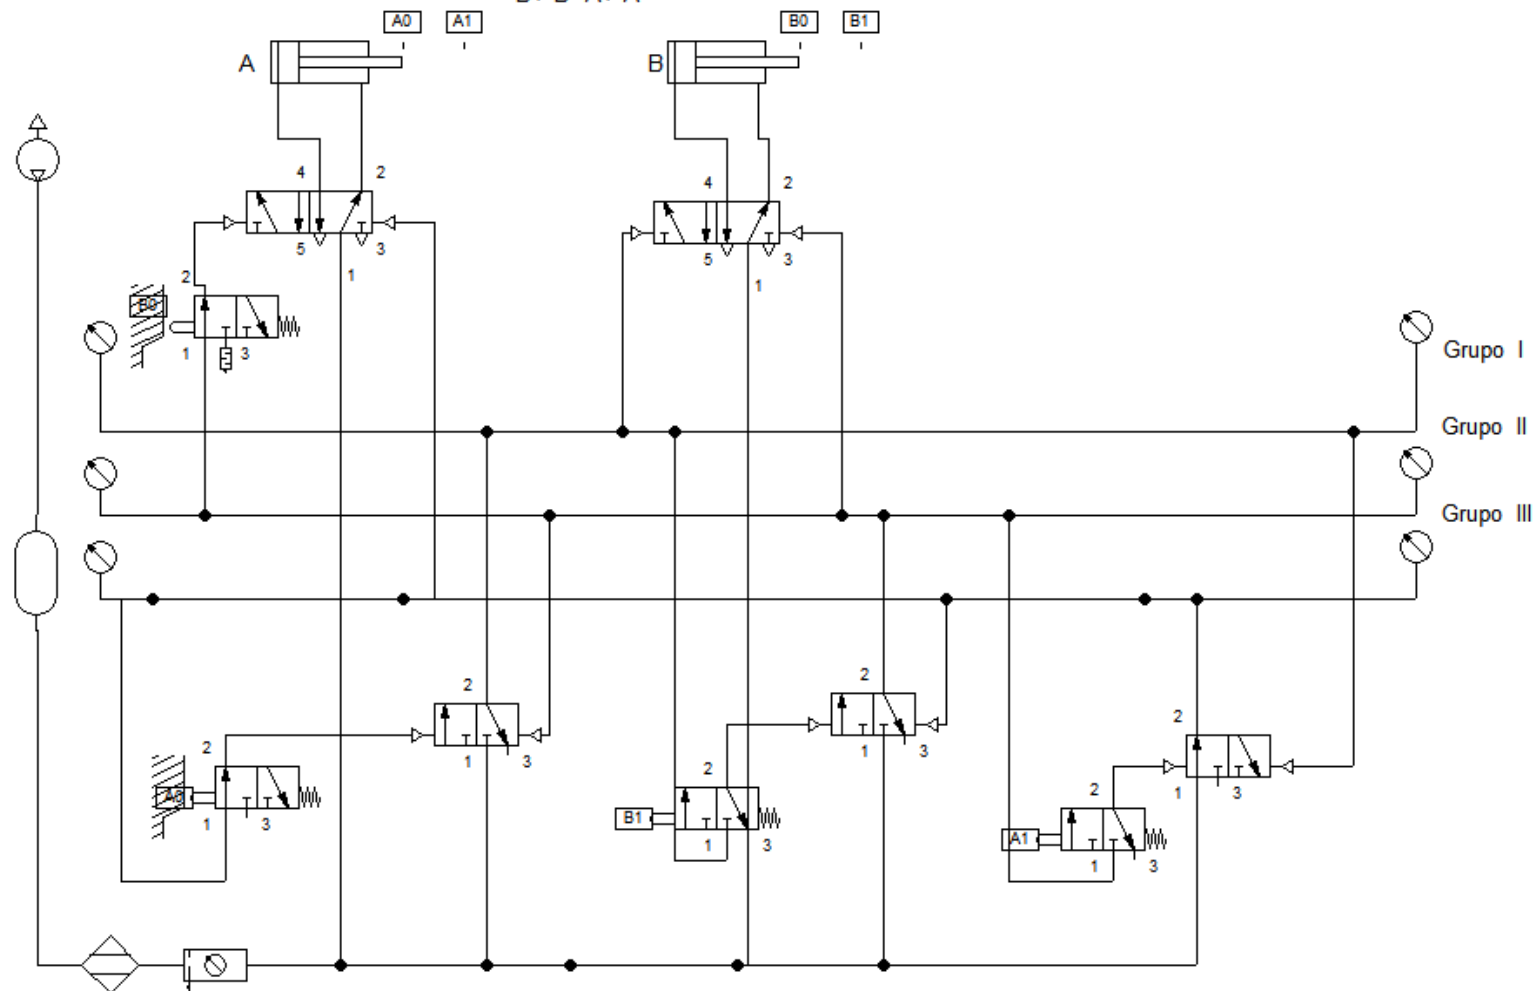 A0 A1 B0 B1
A B
4 2 4 2
5 3 5 3
1 1
2
B0
1 3
Grupo I
Grupo II
Grupo III
2 2
1 3 1 3
2 2
A0 1 3
1 3
2 2
B1 A1
1 3 1 3